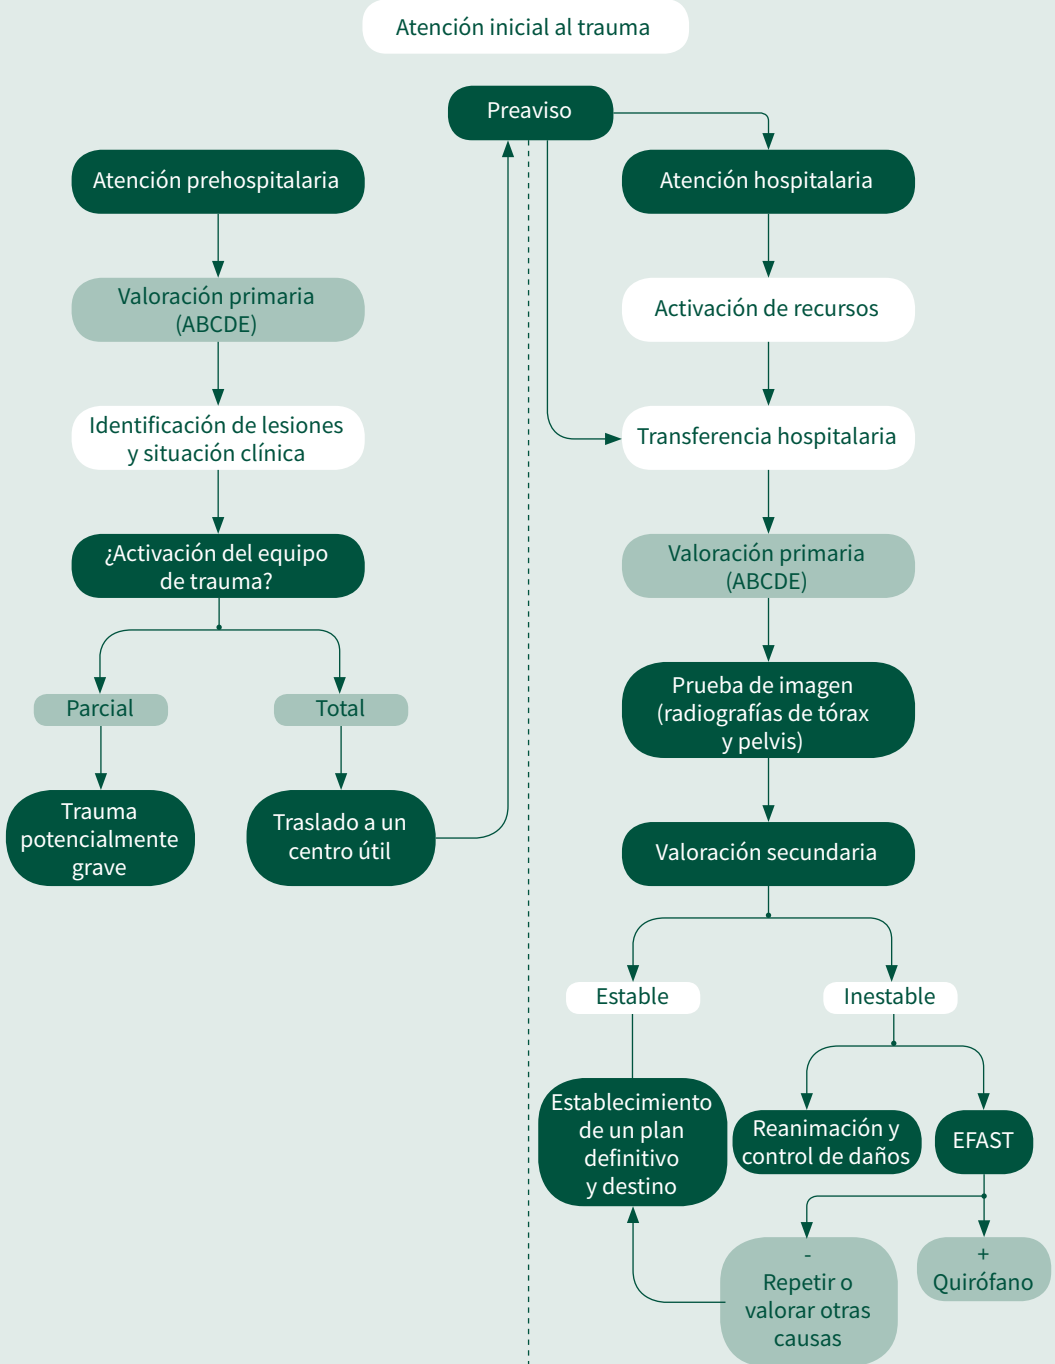 Atención inicial al trauma
Preaviso
Atención prehospitalaria
Valoración primaria
(ABCDE)
Identificación de lesiones
y situación clínica
¿Activación del equipo
de trauma?
Parcial
Total
Trauma
potencialmente
grave
Traslado a un
centro útil
Atención hospitalaria
Activación de recursos
Transferencia hospitalaria
Valoración primaria
(ABCDE)
Prueba de imagen
(radiografías de tórax
y pelvis)
Valoración secundaria
Estable
Inestable
Establecimiento
de un plan
definitivo
y destino
Reanimación y
control de daños
EFAST
-
Repetir o
valorar otras
causas
+
Quirófano